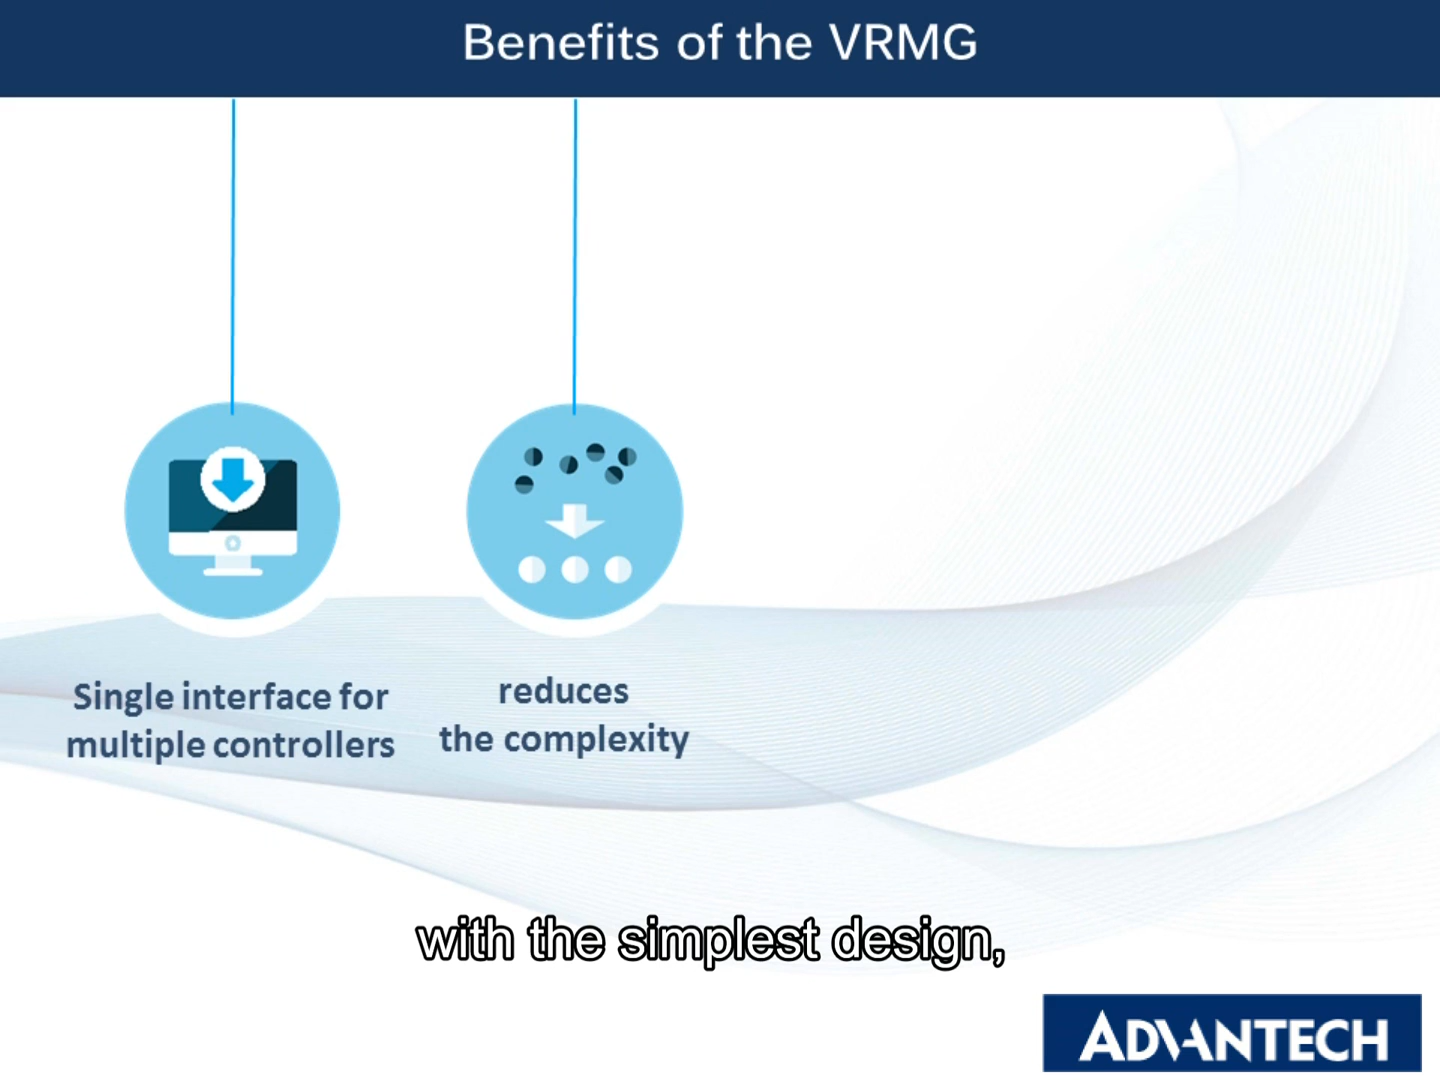 Benefits of the VRMG
Single interface for
multiple controllers
reduces
the complexity
with the simplest design,
ADVANTECH